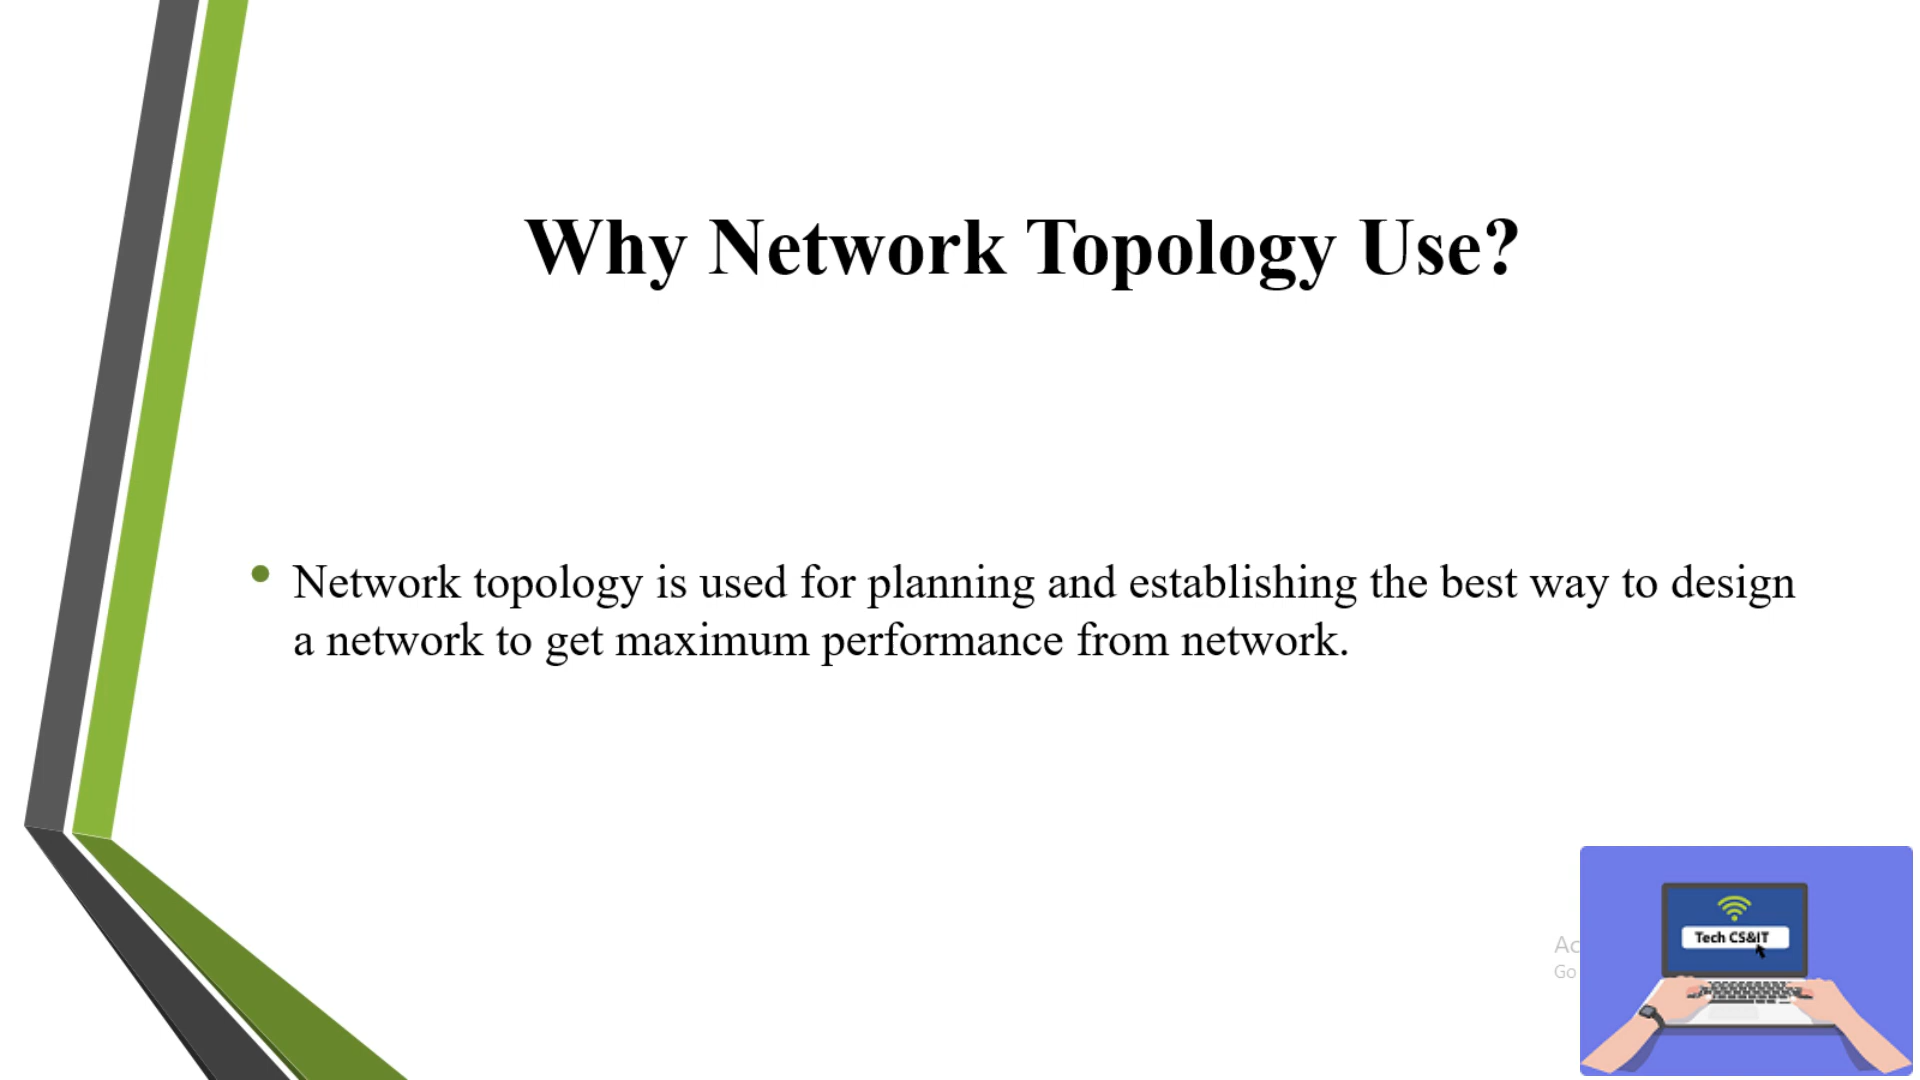 Why Network Topology Use?
• Network topology is used for planning and establishing the best way to design
a network to get maximum performance from network.
Go
Tech CS&IT